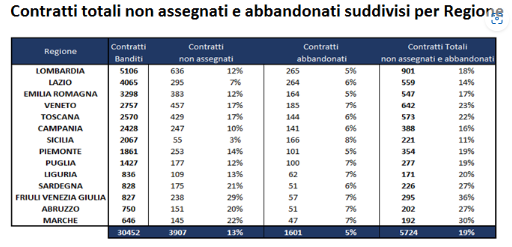 Contratti totali non assegnati e abbandonati suddivisi per Regione
Regione Contratti Banditi Contratti non assegnati Contratti abbandonati Contratti Totali non assegnati e abbandonati
LOMBARDIA 5106 636 12% 265 5% 901 18%
LAZIO 4065 295 7% 264 6% 559 14%
EMILIA ROMAGNA 3298 383 12% 164 5% 547 17%
VENETO 2757 457 17% 185 7% 642 23%
TOSCANA 2570 429 17% 144 6% 573 22%
CAMPANIA 2428 247 10% 141 6% 388 16%
SICILIA 2067 55 3% 166 8% 221 11%
PIEMONTE 1861 253 14% 101 5% 354 19%
PUGLIA 1427 177 12% 100 7% 277 19%
LIGURIA 836 109 13% 62 7% 171 20%
SARDEGNA 828 175 21% 51 6% 226 27%
FRIULI VENEZIA GIULIA 827 238 29% 57 7% 295 36%
ABRUZZO 750 151 20% 51 7% 202 27%
MARCHE 646 145 22% 47 7% 192 30%
30452 3907 13% 1601 5% 5724 19%